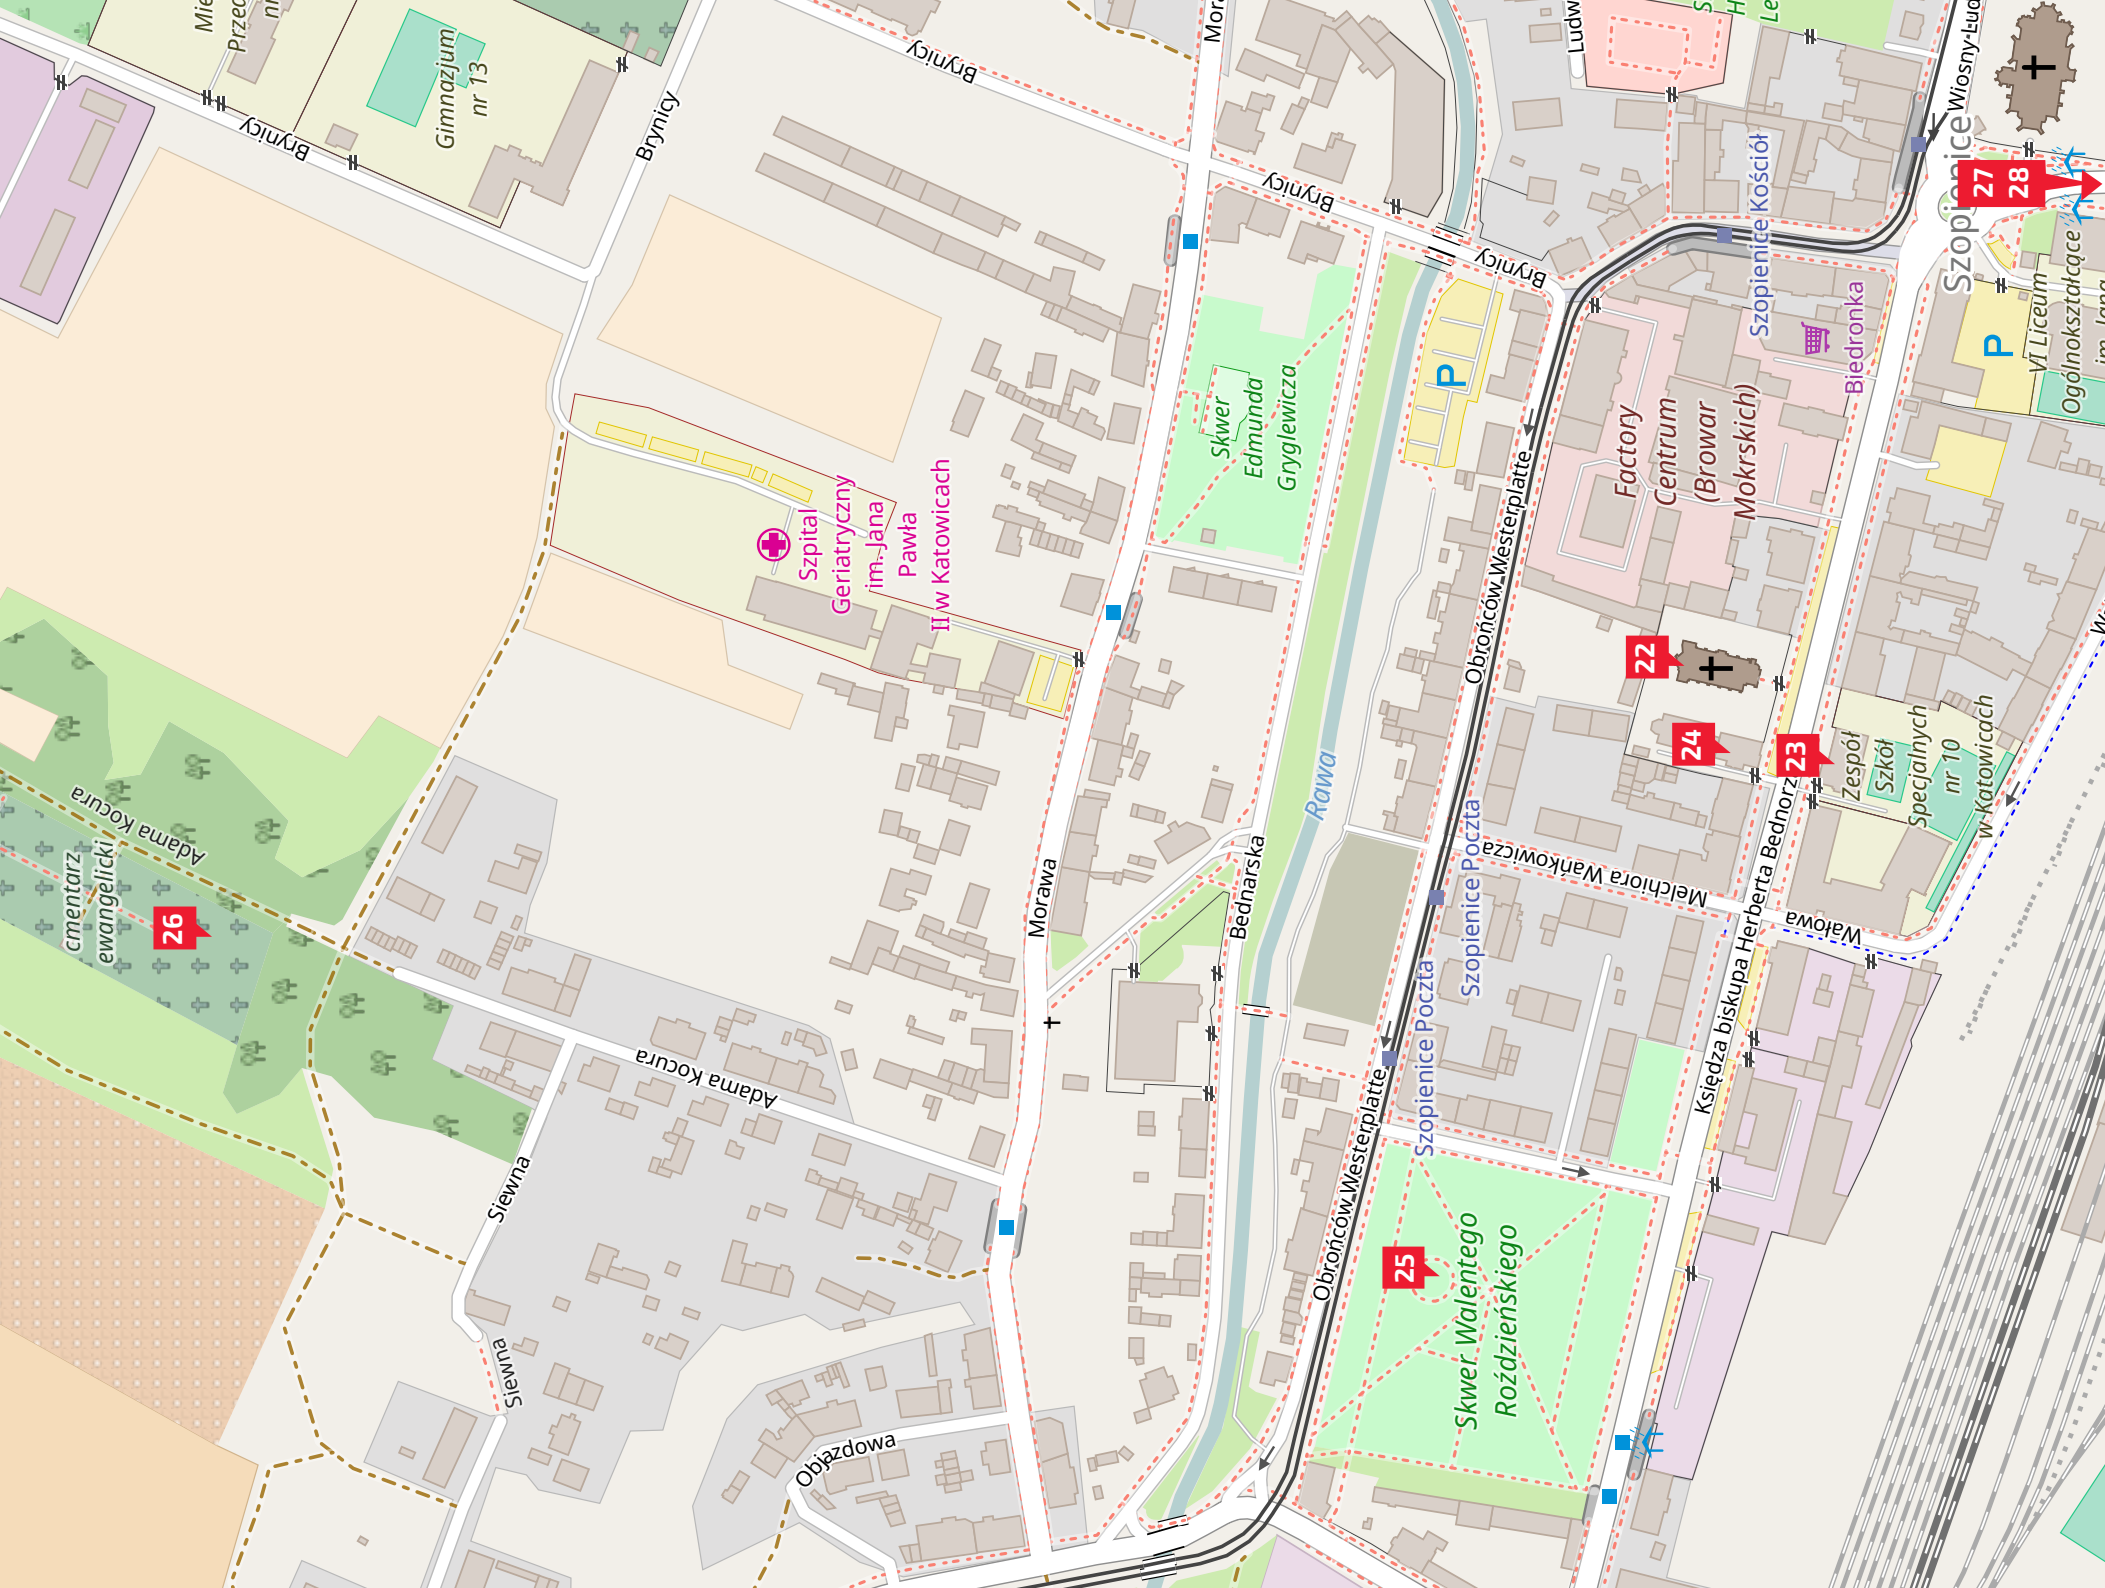 Brynicy
Gimnazjum
nr 13
Brynicy
Brynicy
Brynicy
Brynicy
Szpital
Geriatryczny
im. Jana
Pawła
II w Katowicach
Skwer
Edmunda
Gryglewicza
P
Szopienice Kościół
Biedronka
Factory
Centrum
(Browar
Mokrskich)
Szopienice
27
28
P
VI Liceum
Ogólnokształcące
Obrońców Westerplatte
22
24
23
Zespół
Szkół
Specjalnych
nr 10
w Katowicach
Adama Kocura
cmentarz
ewangelicki
26
Morawa
Bednarska
Rawa
Melchiora Wańkowicza
Szopienice Poczta
Szopienice Poczta
Księdza biskupa Herberta Bednorza
Wałowa
Adama Kocura
Siewna
Siewna
Obrońców Westerplatte
25
Skwer Walentego
Roździeńskiego
Objazdowa